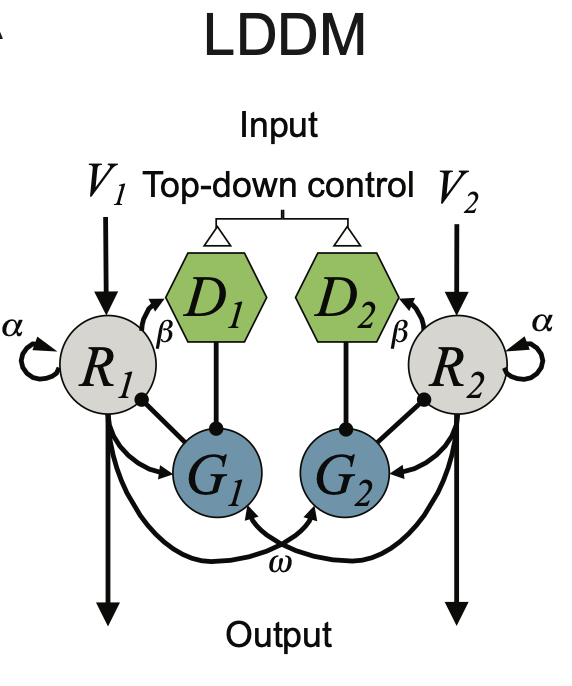 LDDM
Input
V1 Top-down control V2
D1 D2
α β β α
R1 R2
G1 G2
ω
Output